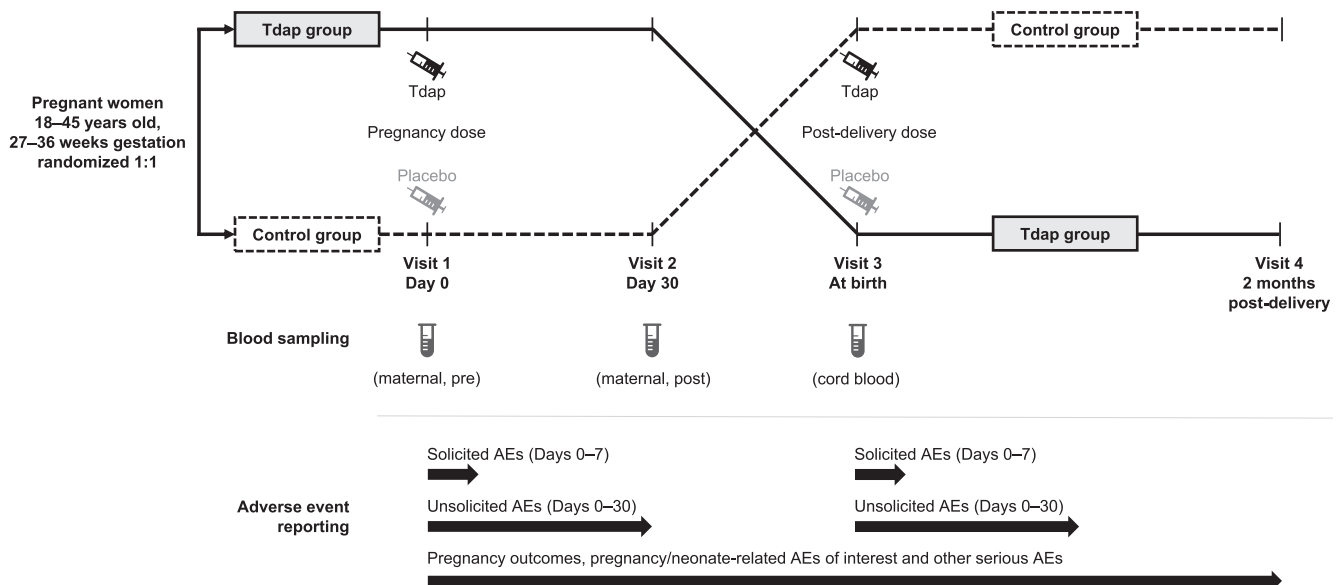 Tdap group
Control group
Tdap
Tdap
Pregnant women
18–45 years old,
27–36 weeks gestation
randomized 1:1
Pregnancy dose
Post-delivery dose
Placebo
Placebo
Control group
Tdap group
Visit 1
Day 0
Visit 2
Day 30
Visit 3
At birth
Visit 4
2 months
post-delivery
Blood sampling
(maternal, pre)
(maternal, post)
(cord blood)
Solicited AEs (Days 0–7)
Solicited AEs (Days 0–7)
Adverse event
reporting
Unsolicited AEs (Days 0–30)
Unsolicited AEs (Days 0–30)
Pregnancy outcomes, pregnancy/neonate-related AEs of interest and other serious AEs